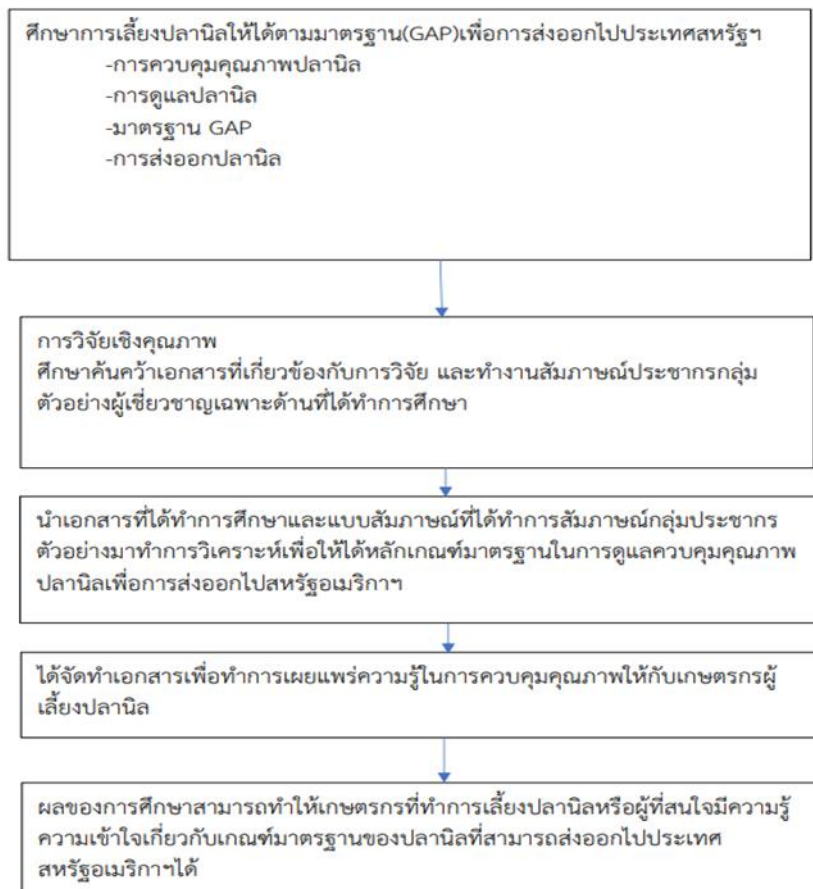 ศึกษาการเลี้ยงปลานิลให้ได้ตามมาตรฐาน(GAP)เพื่อการส่งออกไปประเทศสหรัฐฯ
-การควบคุมคุณภาพปลานิล
-การดูแลปลานิล
-มาตรฐาน GAP
-การส่งออกปลานิล
การวิจัยเชิงคุณภาพ
ศึกษาค้นคว้าเอกสารที่เกี่ยวข้องกับการวิจัย และทำงานสัมภาษณ์ประชากรกลุ่ม
ตัวอย่างผู้เชี่ยวชาญเฉพาะด้านที่ได้ทำการศึกษา
นำเอกสารที่ได้ทำการศึกษาและแบบสัมภาษณ์ที่ได้ทำการสัมภาษณ์กลุ่มประชากร
ตัวอย่างมาทำการวิเคราะห์เพื่อให้ได้หลักเกณฑ์มาตรฐานในการดูแลควบคุมคุณภาพ
ปลานิลเพื่อการส่งออกไปสหรัฐอเมริกาฯ
ได้จัดทำเอกสารเพื่อทำการเผยแพร่ความรู้ในการควบคุมคุณภาพให้กับเกษตรกรผู้
เลี้ยงปลานิล
ผลของการศึกษาสามารถทำให้เกษตรกรที่ทำการเลี้ยงปลานิลหรือผู้ที่สนใจมีความรู้
ความเข้าใจเกี่ยวกับเกณฑ์มาตรฐานของปลานิลที่สามารถส่งออกไปประเทศ
สหรัฐอเมริกาฯได้